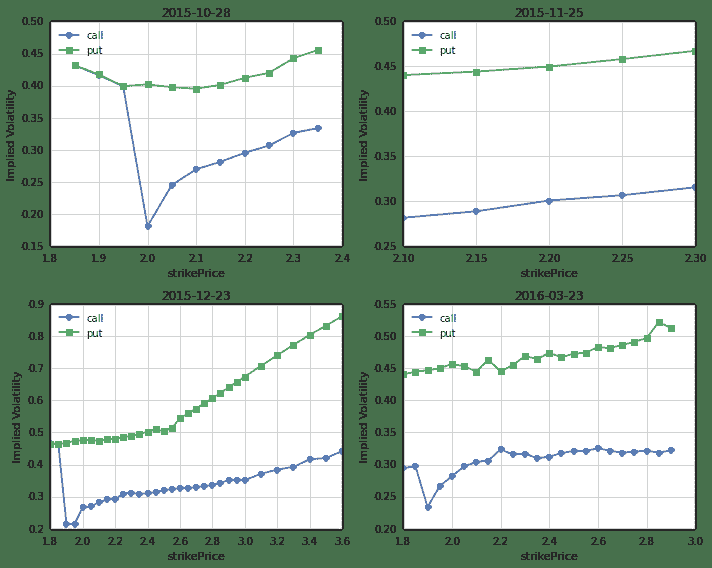 2015-10-28
call
put
0.50
0.45
0.40
0.35
0.30
0.25
0.20
0.15
Implied Volatility
1.8 1.9 2.0 2.1 2.2 2.3 2.4
strikePrice
2015-11-25
call
put
0.50
0.45
0.40
0.35
0.30
0.25
Implied Volatility
2.10 2.15 2.20 2.25 2.30
strikePrice
2015-12-23
call
put
0.9
0.8
0.7
0.6
0.5
0.4
0.3
0.2
Implied Volatility
1.8 2.0 2.2 2.4 2.6 2.8 3.0 3.2 3.4 3.6
strikePrice
2016-03-23
call
put
0.55
0.50
0.45
0.40
0.35
0.30
0.25
0.20
Implied Volatility
1.8 2.0 2.2 2.4 2.6 2.8 3.0
strikePrice